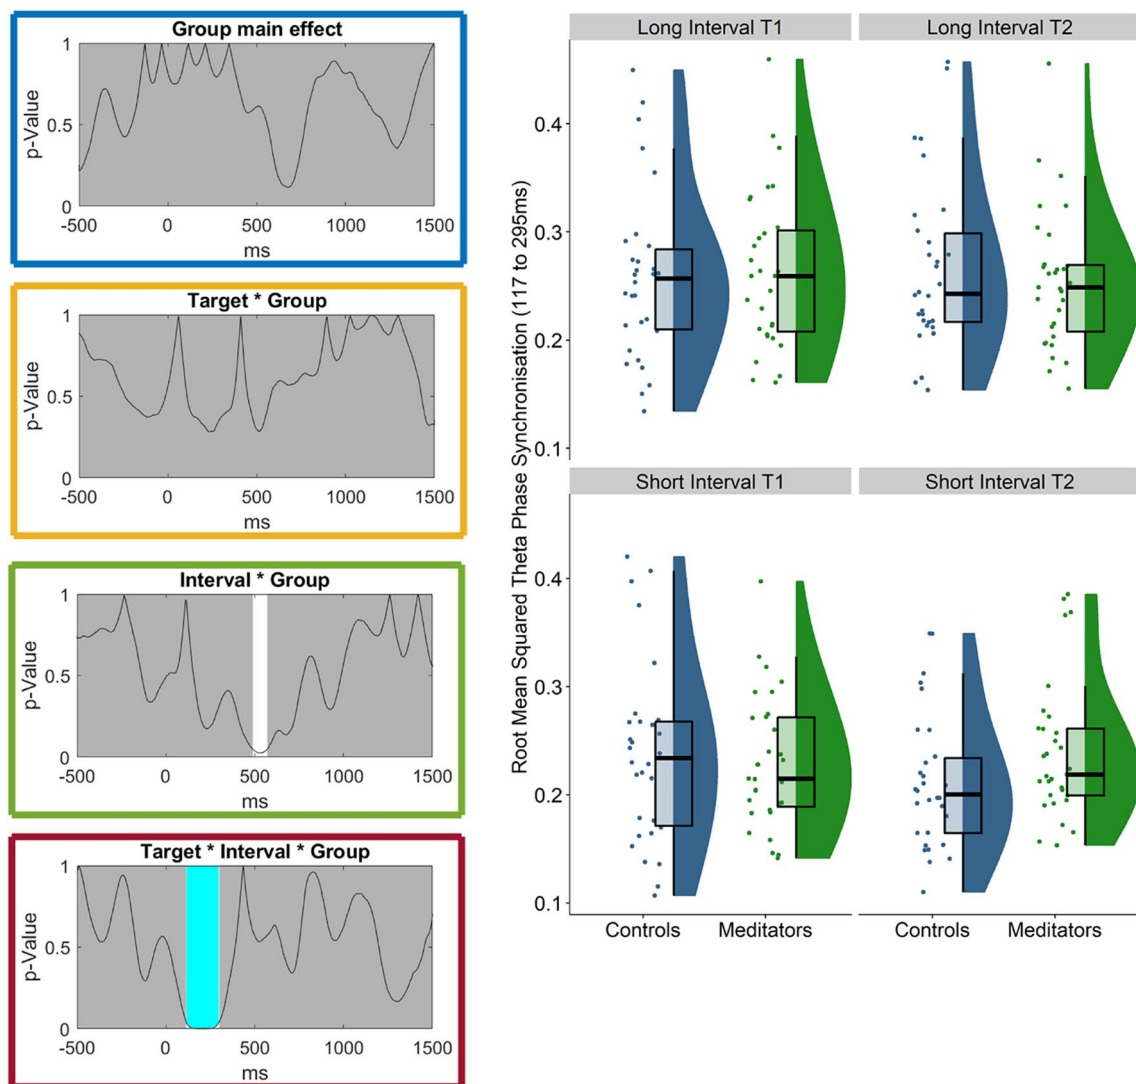 Group main effect
1
0.5
0
p-Value
-500 0 500 1000 1500
ms
Target * Group
1
0.5
0
p-Value
-500 0 500 1000 1500
ms
Interval * Group
1
0.5
0
p-Value
-500 0 500 1000 1500
ms
Target * Interval * Group
1
0.5
0
p-Value
-500 0 500 1000 1500
ms
Root Mean Squared Theta Phase Synchronisation (117 to 295ms)
Long Interval T1 Long Interval T2
0.4
0.3
0.2
0.1
Short Interval T1 Short Interval T2
0.4
0.3
0.2
0.1
Controls Meditators Controls Meditators